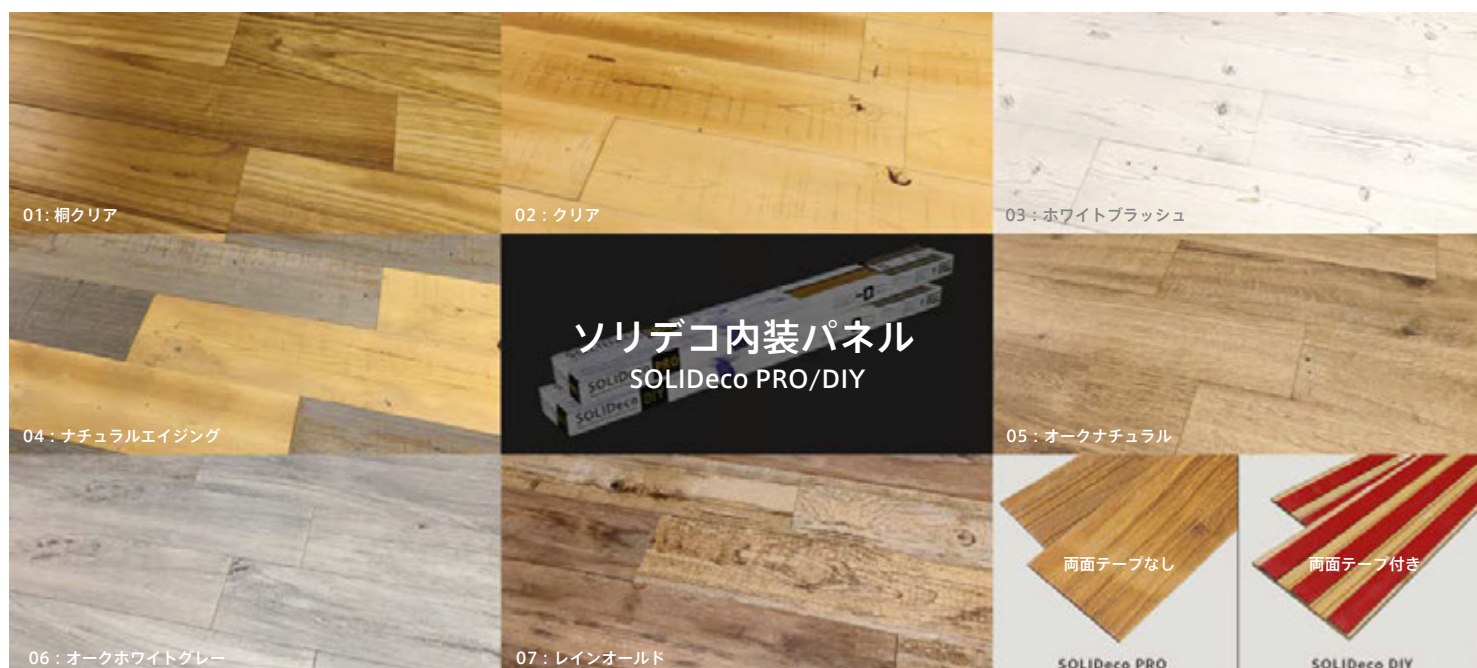 01: 桐クリア
02 : クリア
03 : ホワイトブラッシュ
04 : ナチュラルエイジング
ソリデコ内装パネル
SOLIDeco PRO/DIY
SOLIDeco PRO
SOLIDeco DIY
05 : オークナチュラル
06 : オークホワイトグレー
07 : レインオールド
両面テープなし
両面テープ付き
SOLIDeco PRO
SOLIDeco DIY